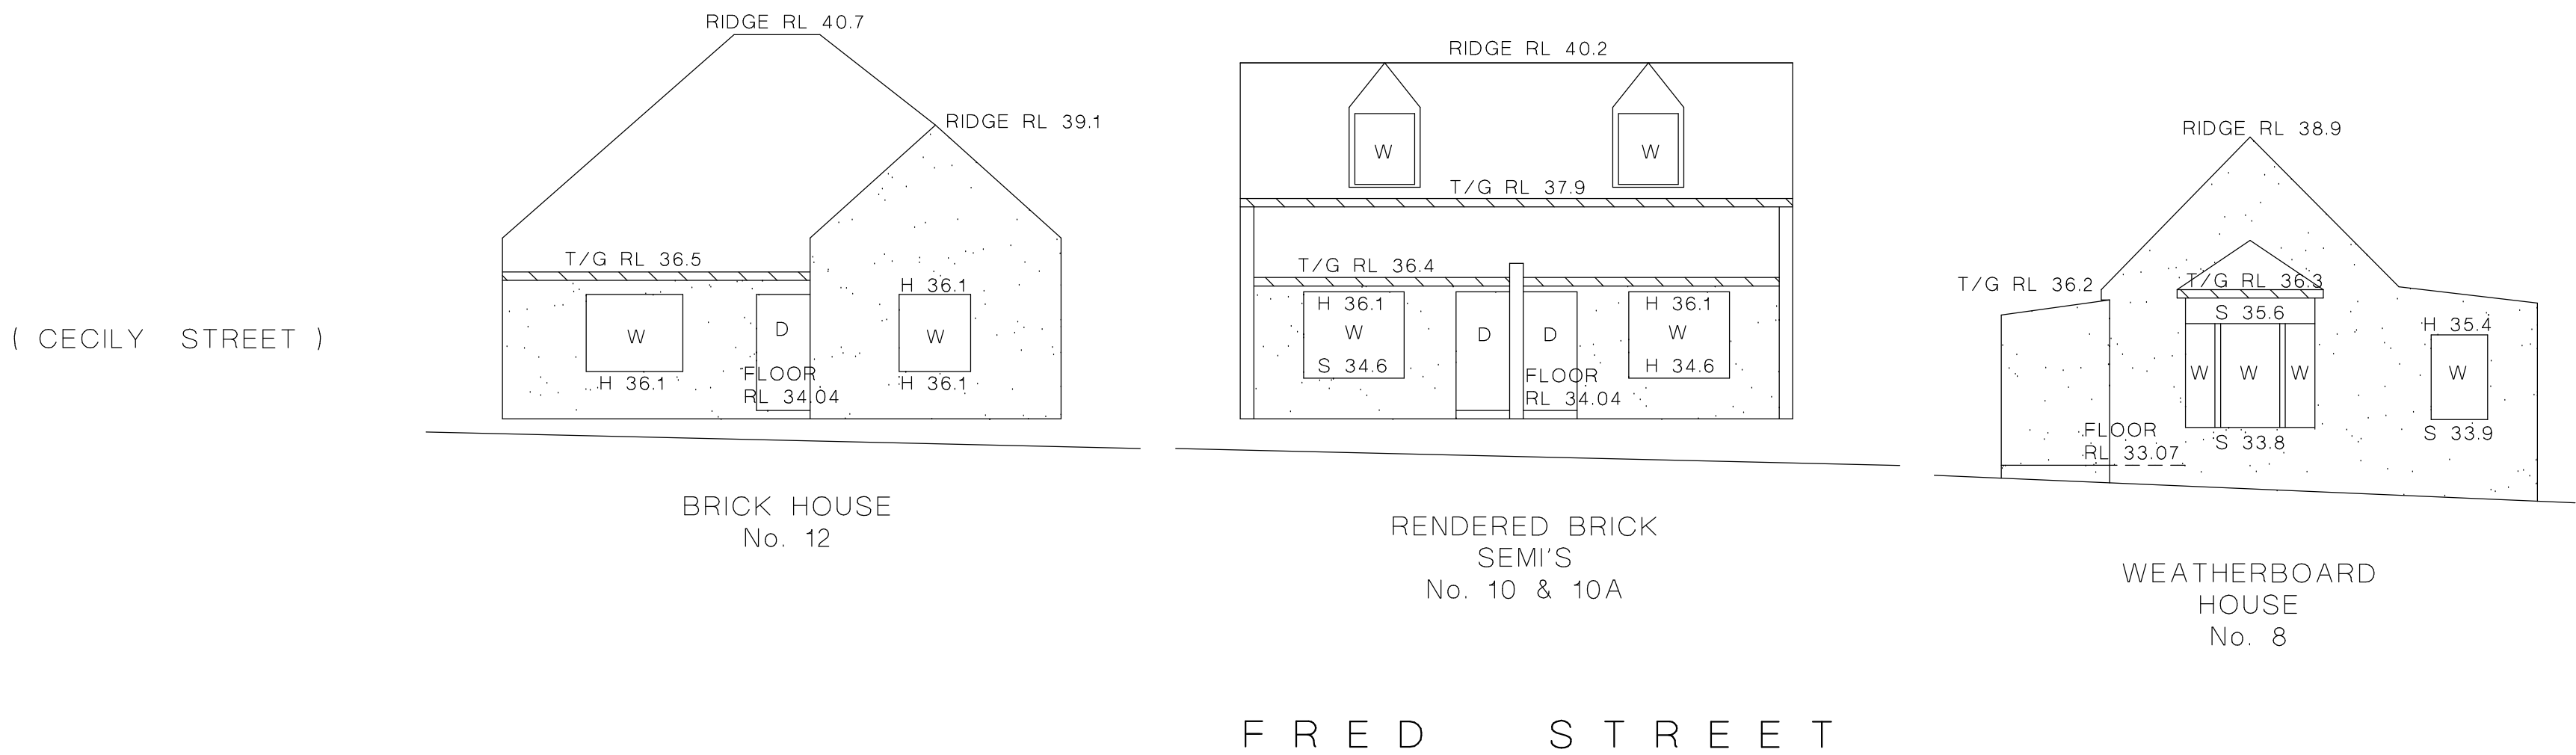 ( CECILY STREET )
RIDGE RL 40.7
RIDGE RL 39.1
T/G RL 36.5
H 36.1
W
D
W
H 36.1
FLOOR
RL 34.04
H 36.1
BRICK HOUSE
No. 12
RIDGE RL 40.2
W
W
T/G RL 37.9
T/G RL 36.4
H 36.1
H 36.1
W
D
D
W
S 34.6
H 34.6
FLOOR
RL 34.04
RENDERED BRICK
SEMI'S
No. 10 & 10A
RIDGE RL 38.9
T/G RL 36.2
T/G RL 36.3
S 35.6
H 35.4
W
W
W
W
S 33.8
S 33.9
FLOOR
RL 33.07
WEATHERBOARD
HOUSE
No. 8
FRED STREET